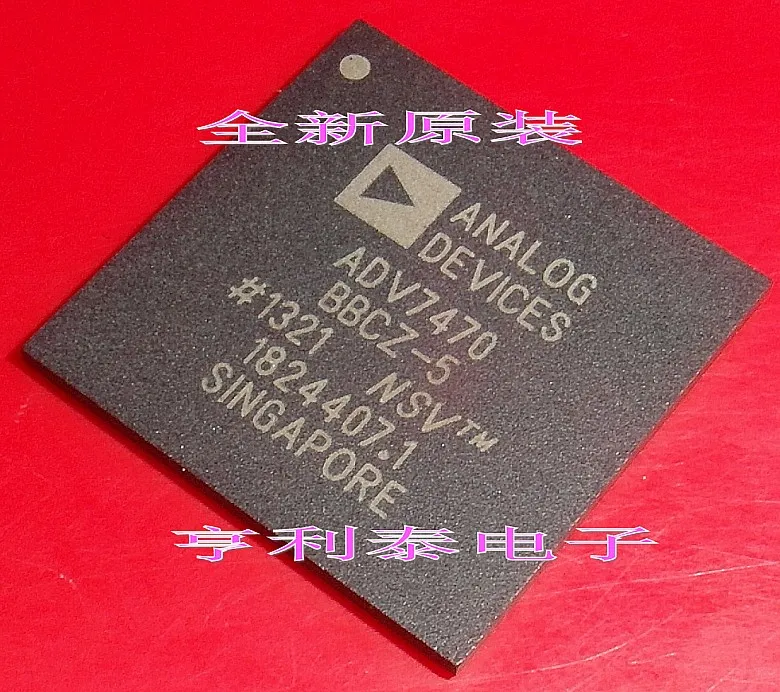 全新原装
ANALOG
DEVICES
ADV7470
BBCZ-5
#1321 NSV™
1824407.1
SINGAPORE
亨利泰电子